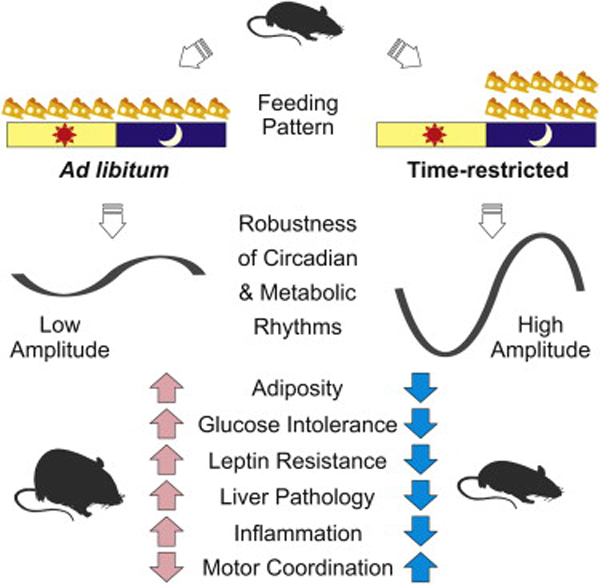 Feeding
Pattern
Ad libitum
Time-restricted
Robustness
of Circadian
& Metabolic
Rhythms
Low
Amplitude
High
Amplitude
Adiposity
Glucose Intolerance
Leptin Resistance
Liver Pathology
Inflammation
Motor Coordination